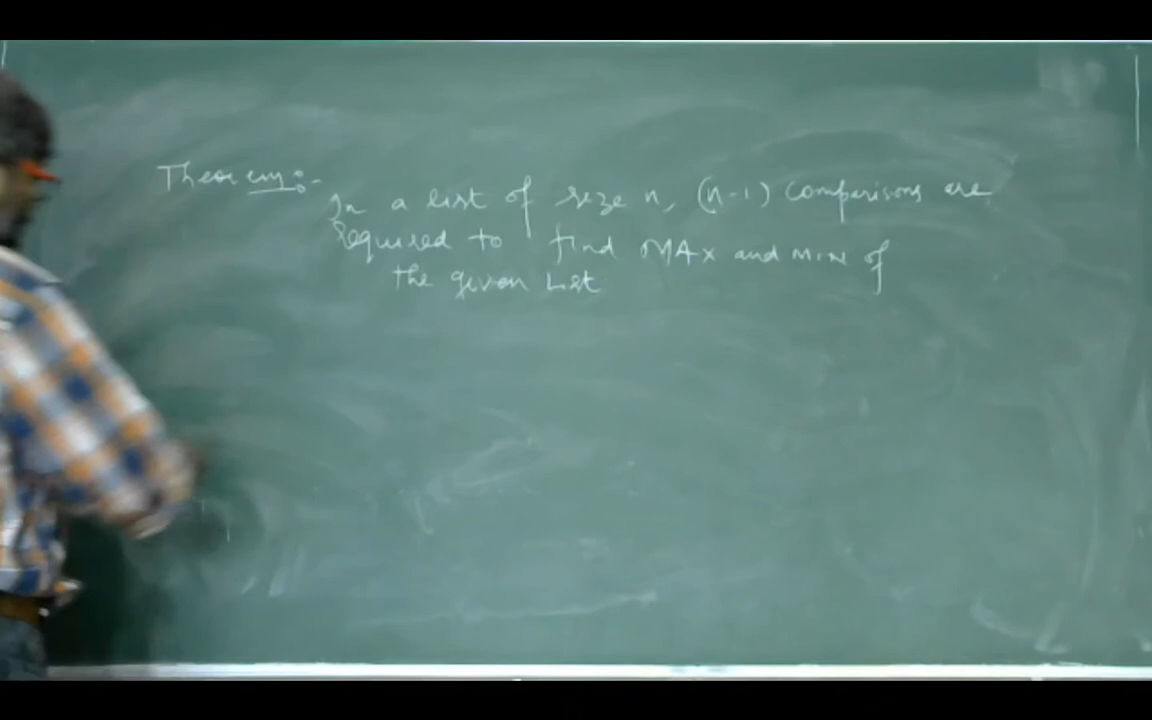 Theorem:-
In a list of size n, (n-1) comparisons are
required to find MAX and MIN of
the given List